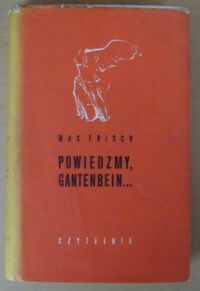 MAX FRISCH
POWIEDZMY,
GANTENBEIN...
CZYTELNIK